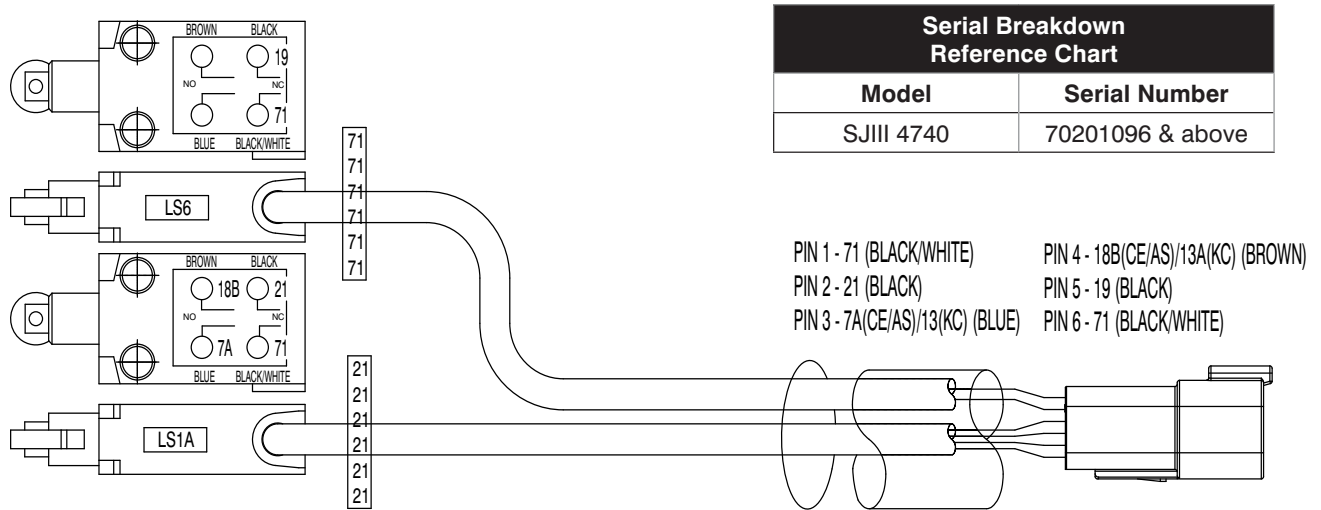 Serial Breakdown
Reference Chart
Model Serial Number
SJIII 4740 70201096 & above
BROWN BLACK
19
NO NC
71
BLUE BLACK/WHITE
71
71
71
71
71
71
LS6
BROWN BLACK
18B 21
NO NC
7A 71
BLUE BLACK/WHITE
21
21
21
21
21
21
LS1A
PIN 1 - 71 (BLACK/WHITE)
PIN 2 - 21 (BLACK)
PIN 3 - 7A(CE/AS)/13(KC) (BLUE)
PIN 4 - 18B(CE/AS)/13A(KC) (BROWN)
PIN 5 - 19 (BLACK)
PIN 6 - 71 (BLACK/WHITE)